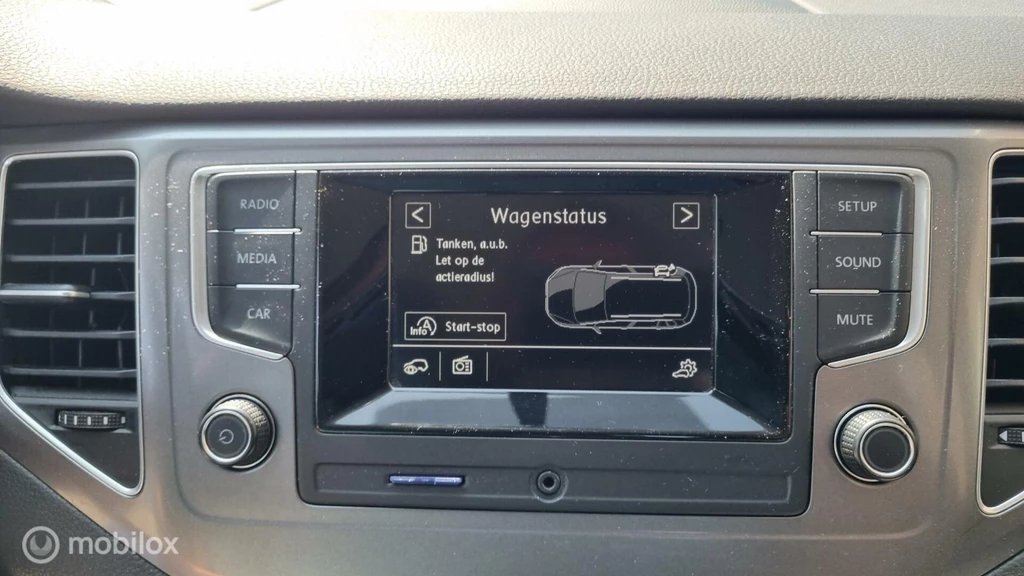 RADIO
MEDIA
CAR
Wagenstatus
Tanken, a.u.b.
Let op de
actieradius!
Info A Start-stop
SETUP
SOUND
MUTE
mobilox